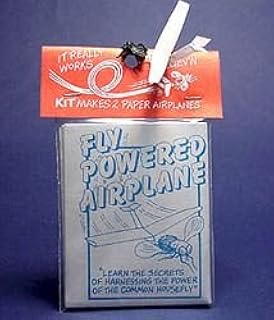 IT REALLY
WORKS
KIT MAKES 2 PAPER AIRPLANES
FLY
POWERED
AIRPLANE
"LEARN THE SECRETS
OF HARNESSING THE POWER
OF THE COMMON HOUSEFLY"